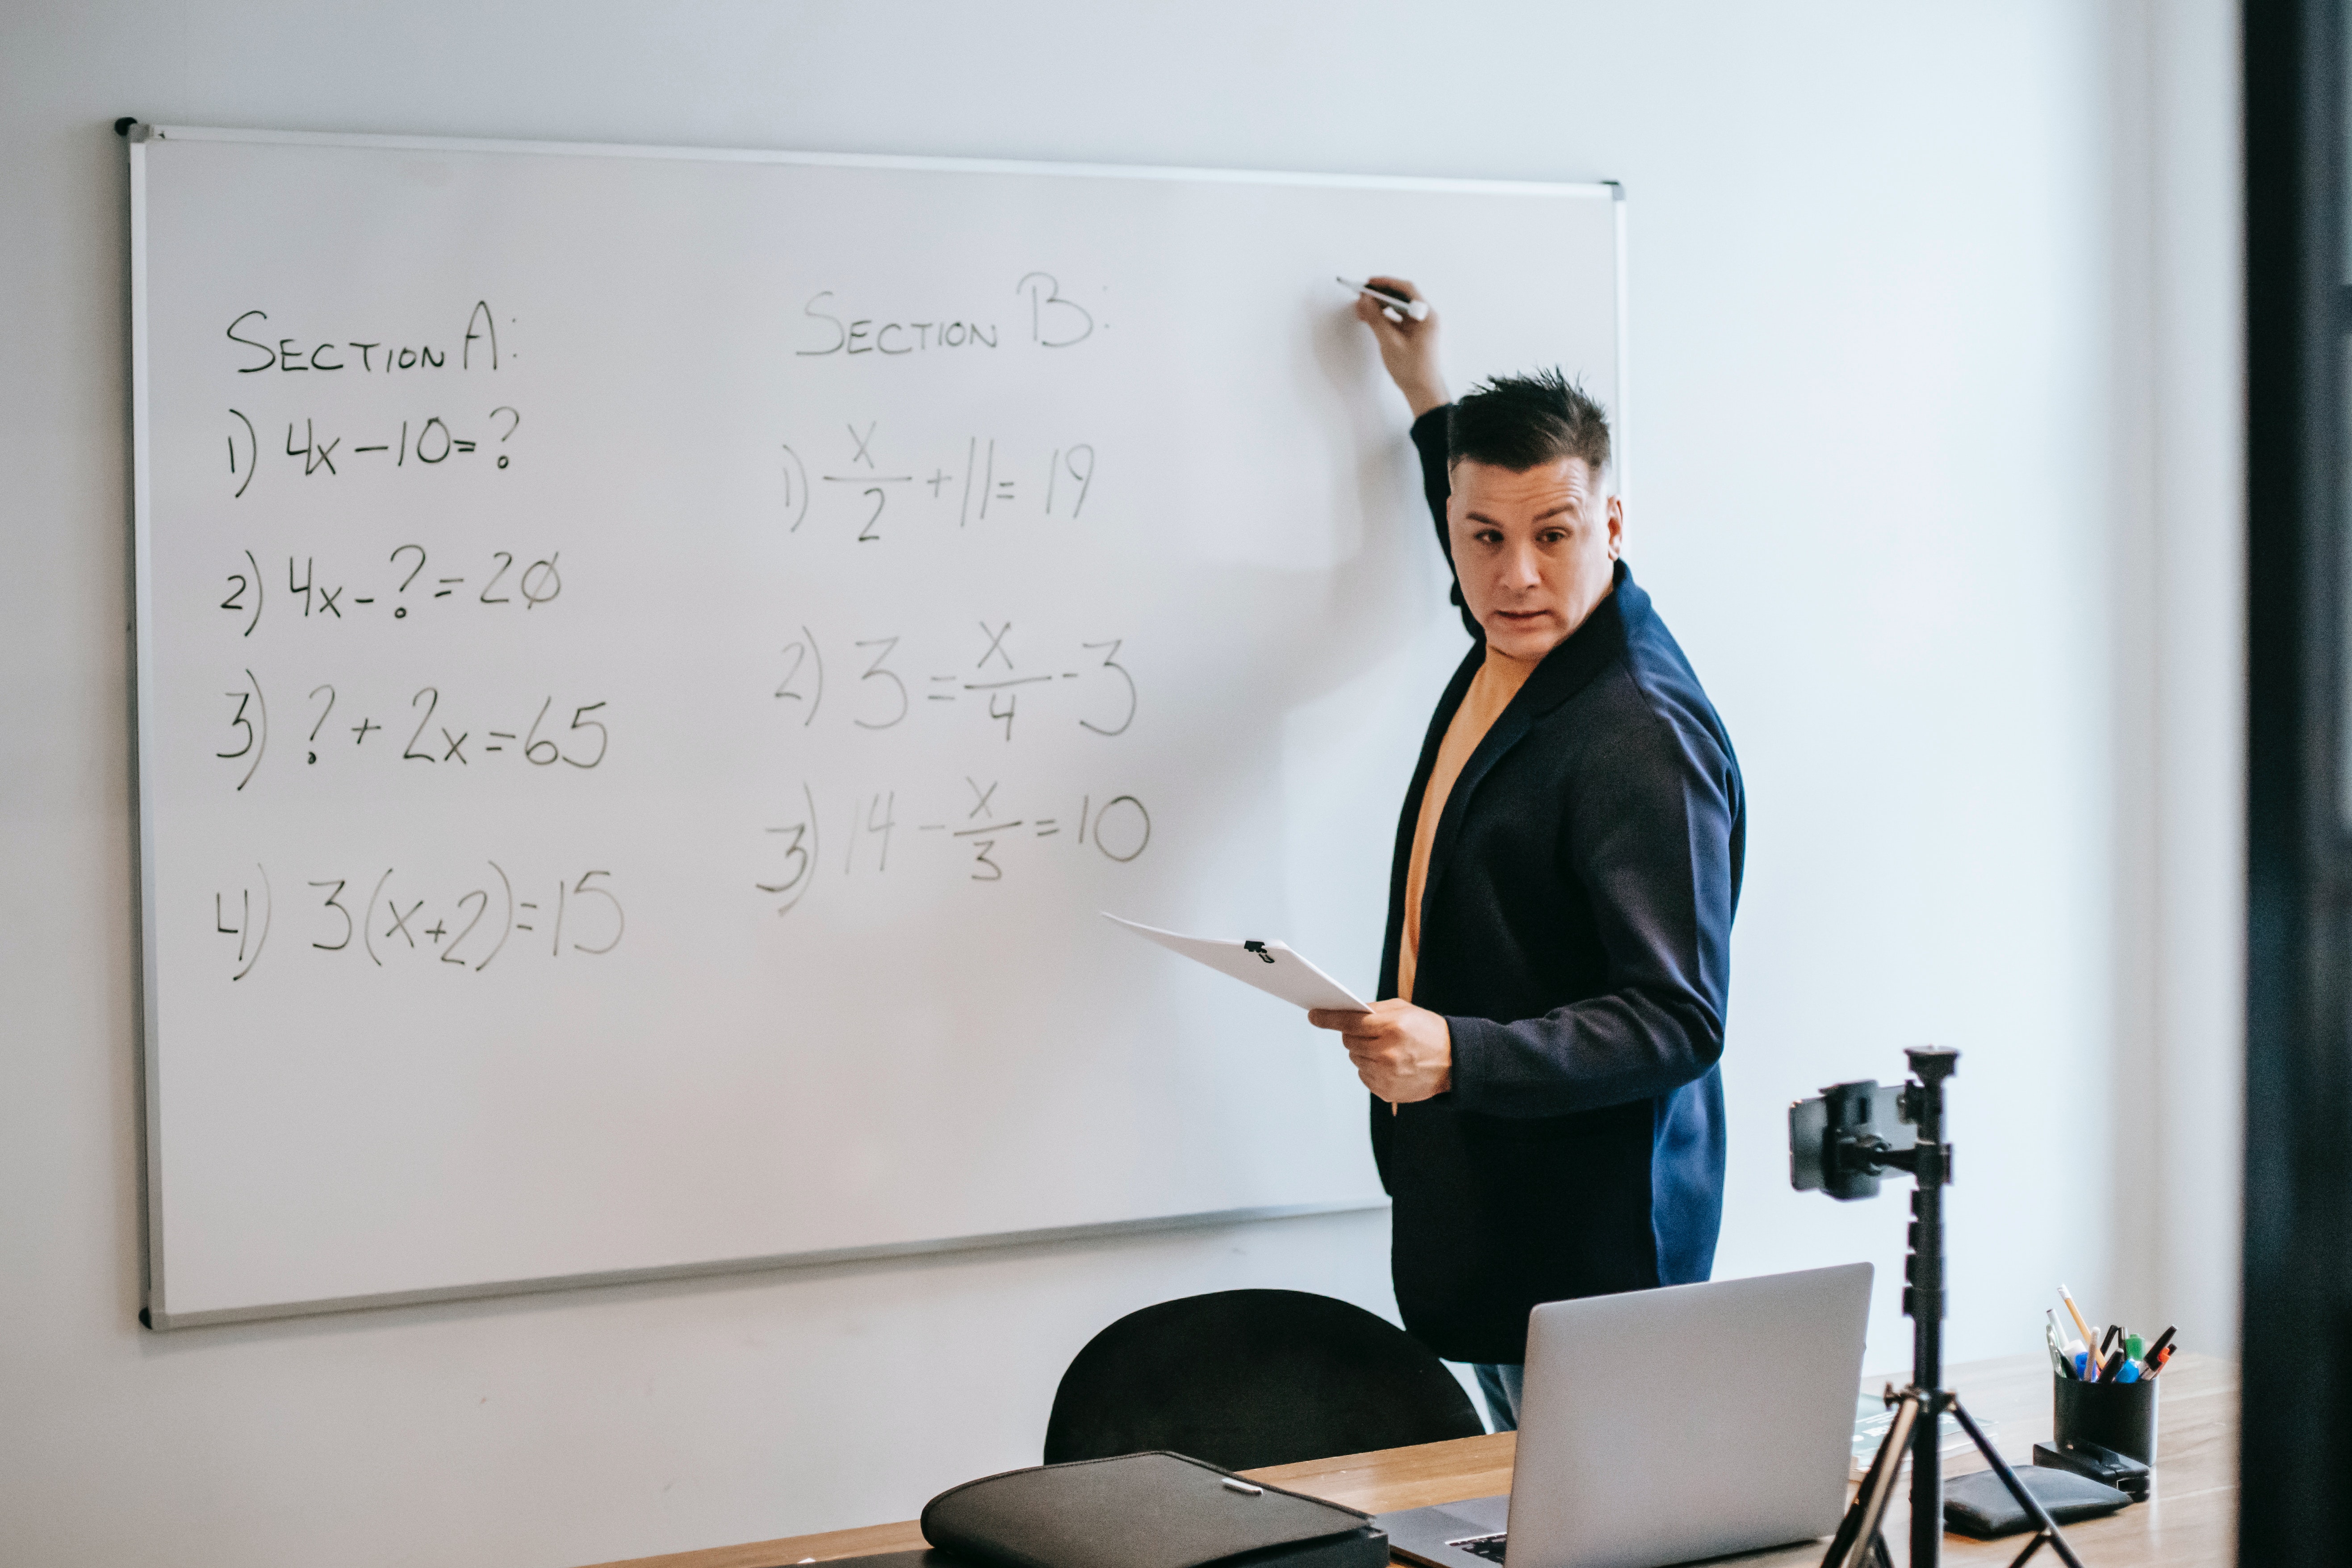 SECTION A:
1) 4x-10=?
2) 4x-?=20
3) ?+2x=65
4) 3(x+2)=15
SECTION B:
1) x/2+11=19
2) 3=x/4-3
3) 14-x/3=10